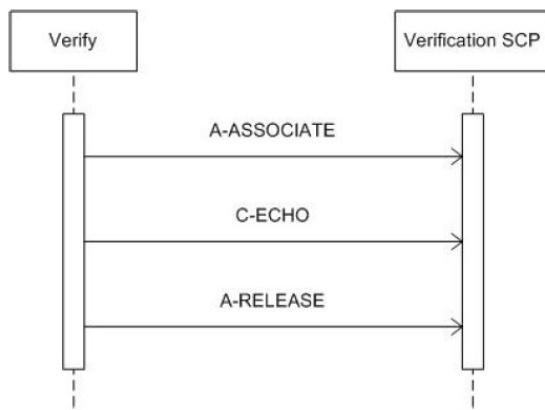 Verify
Verification SCP
A-ASSOCIATE
C-ECHO
A-RELEASE